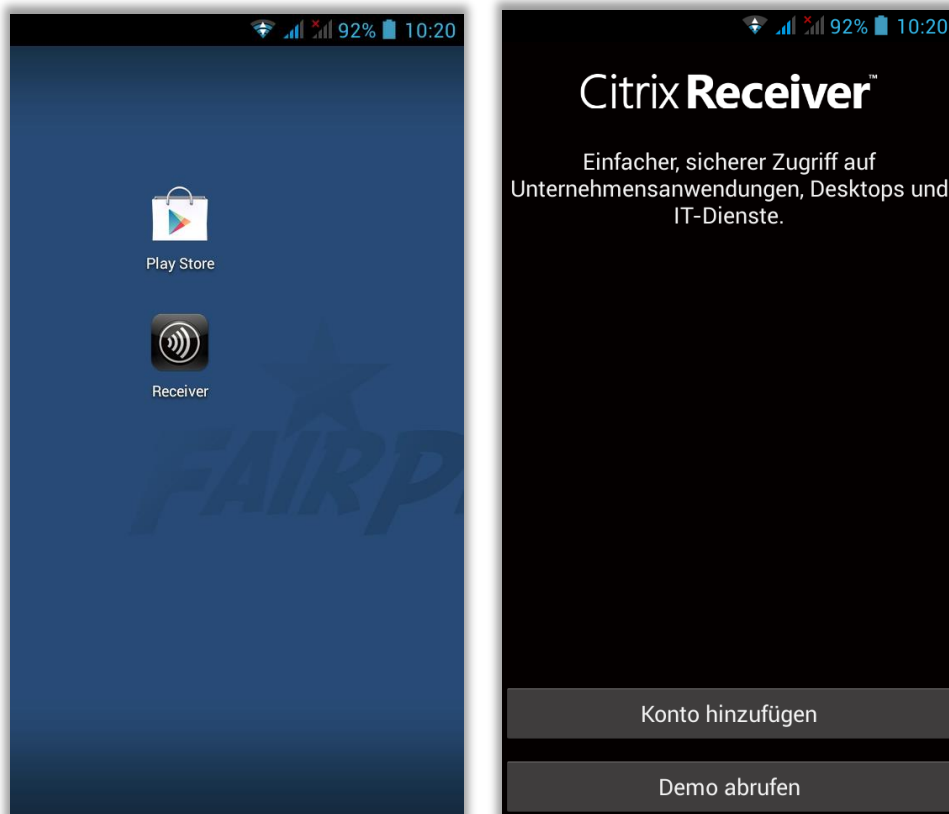 92% 10:20
Play Store
Receiver
FAIRP
92% 10:20
Citrix Receiver™
Einfacher, sicherer Zugriff auf
Unternehmensanwendungen, Desktops und
IT-Dienste.
Konto hinzufügen
Demo abrufen